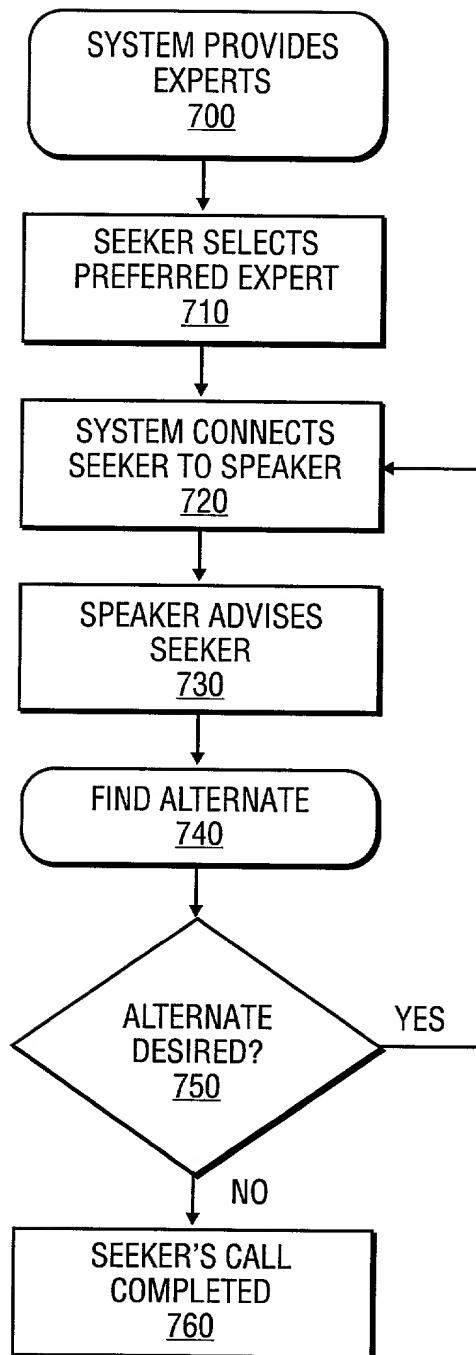 SYSTEM PROVIDES
EXPERTS
700
SEEKER SELECTS
PREFERRED EXPERT
710
SYSTEM CONNECTS
SEEKER TO SPEAKER
720
SPEAKER ADVISES
SEEKER
730
FIND ALTERNATE
740
ALTERNATE
DESIRED?
750
YES
NO
SEEKER'S CALL
COMPLETED
760